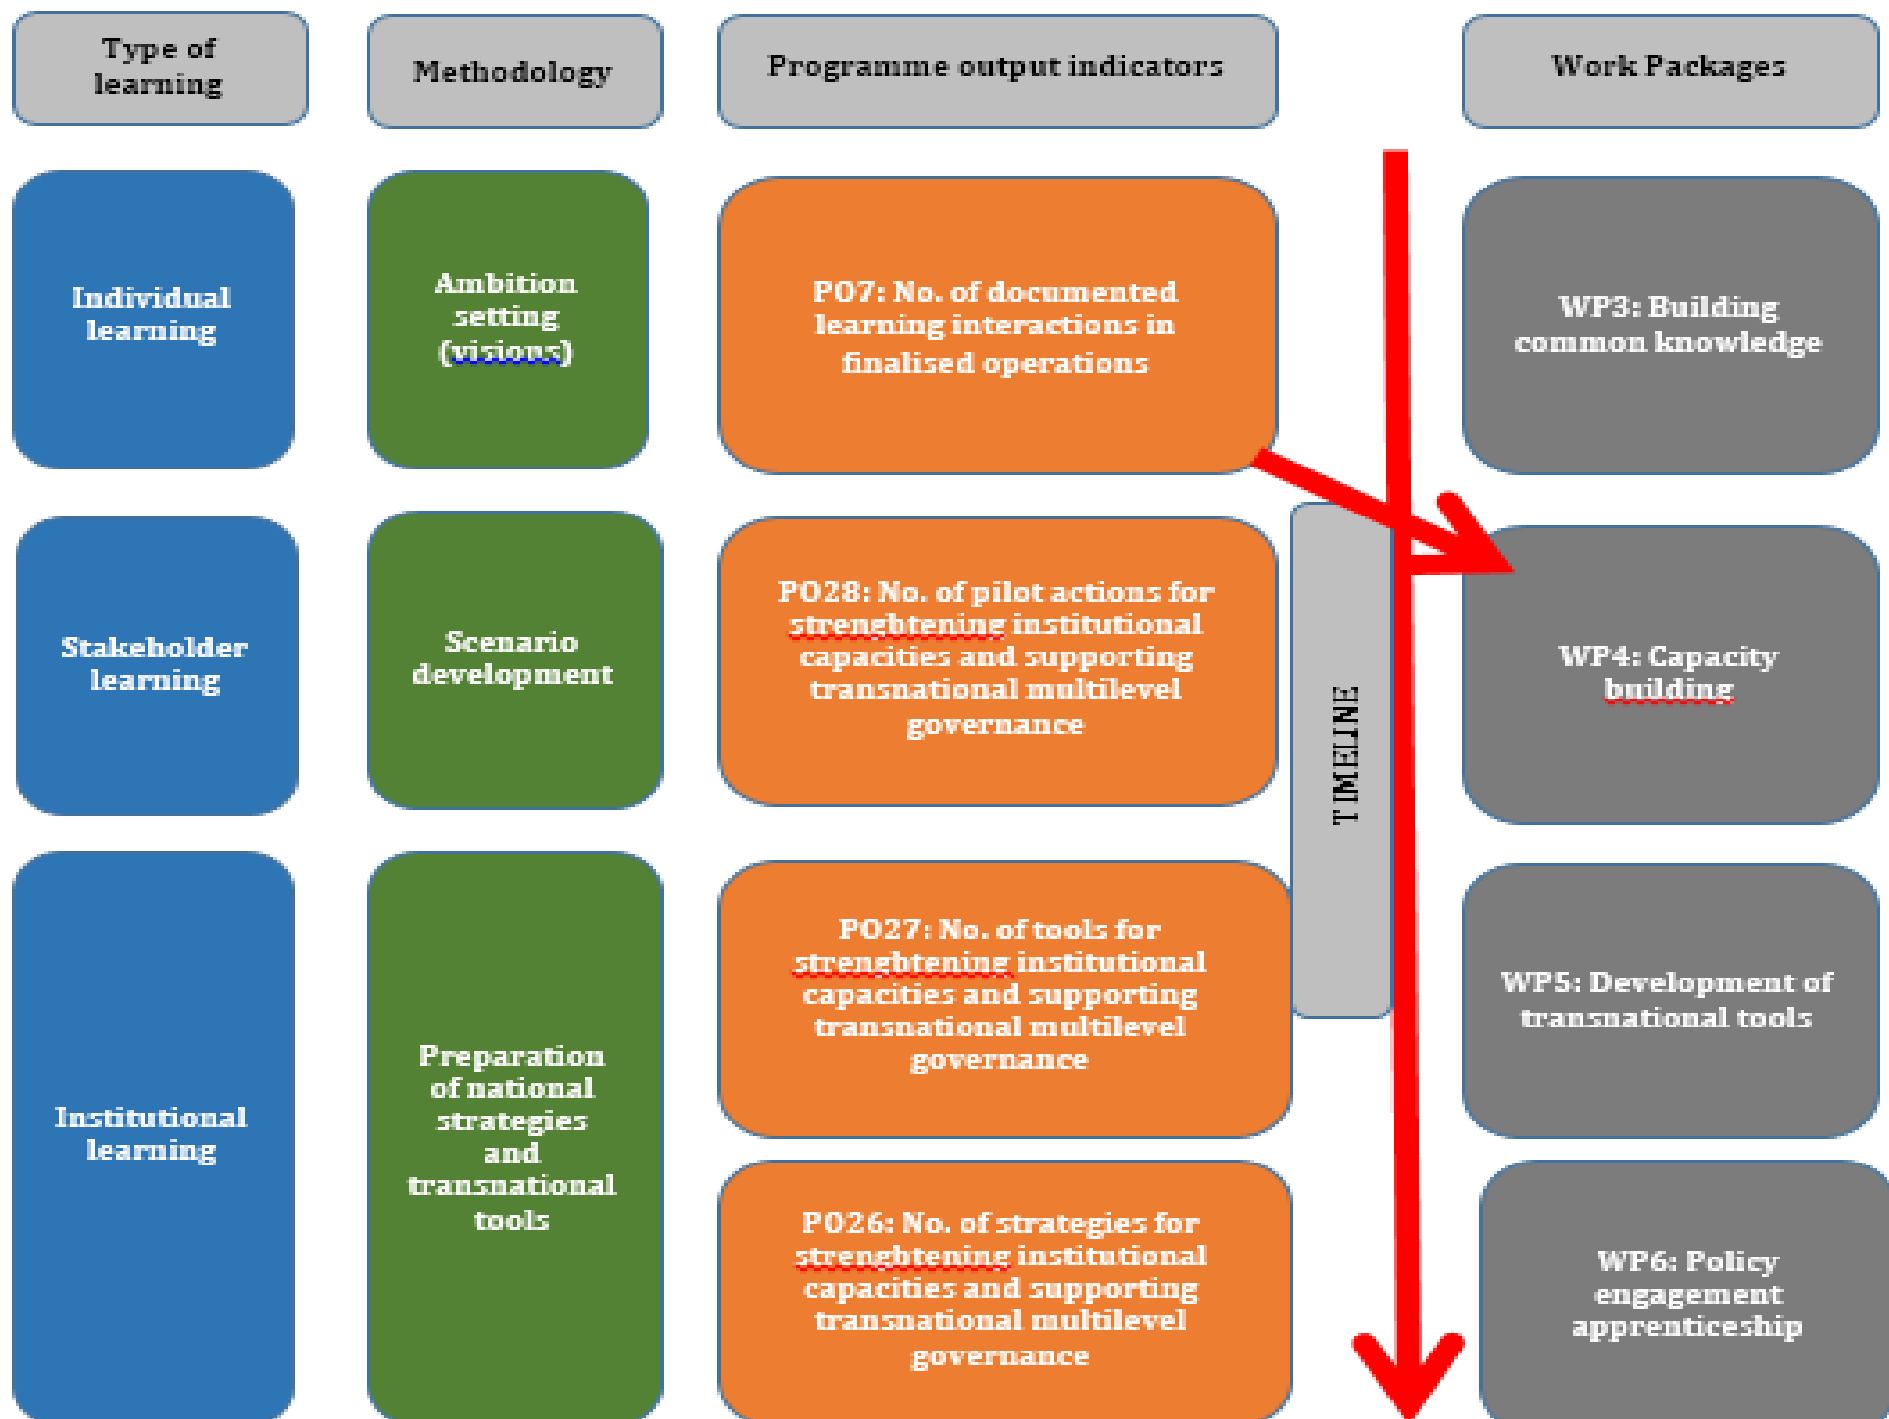 Type of
learning
Methodology
Programme output indicators
Work Packages
Individual
learning
Ambition
setting
(visions)
PO7: No. of documented
learning interactions in
finalised operations
WP3: Building
common knowledge
Stakeholder
learning
Scenario
development
PO28: No. of pilot actions for
strenghtening institutional
capacities and supporting
transnational multilevel
governance
TIMELINE
WP4: Capacity
building
Institutional
learning
Preparation
of national
strategies
and
transnational
tools
PO27: No. of tools for
strenghtening institutional
capacities and supporting
transnational multilevel
governance
WP5: Development of
transnational tools
PO26: No. of strategies for
strenghtening institutional
capacities and supporting
transnational multilevel
governance
WP6: Policy
engagement
apprenticeship